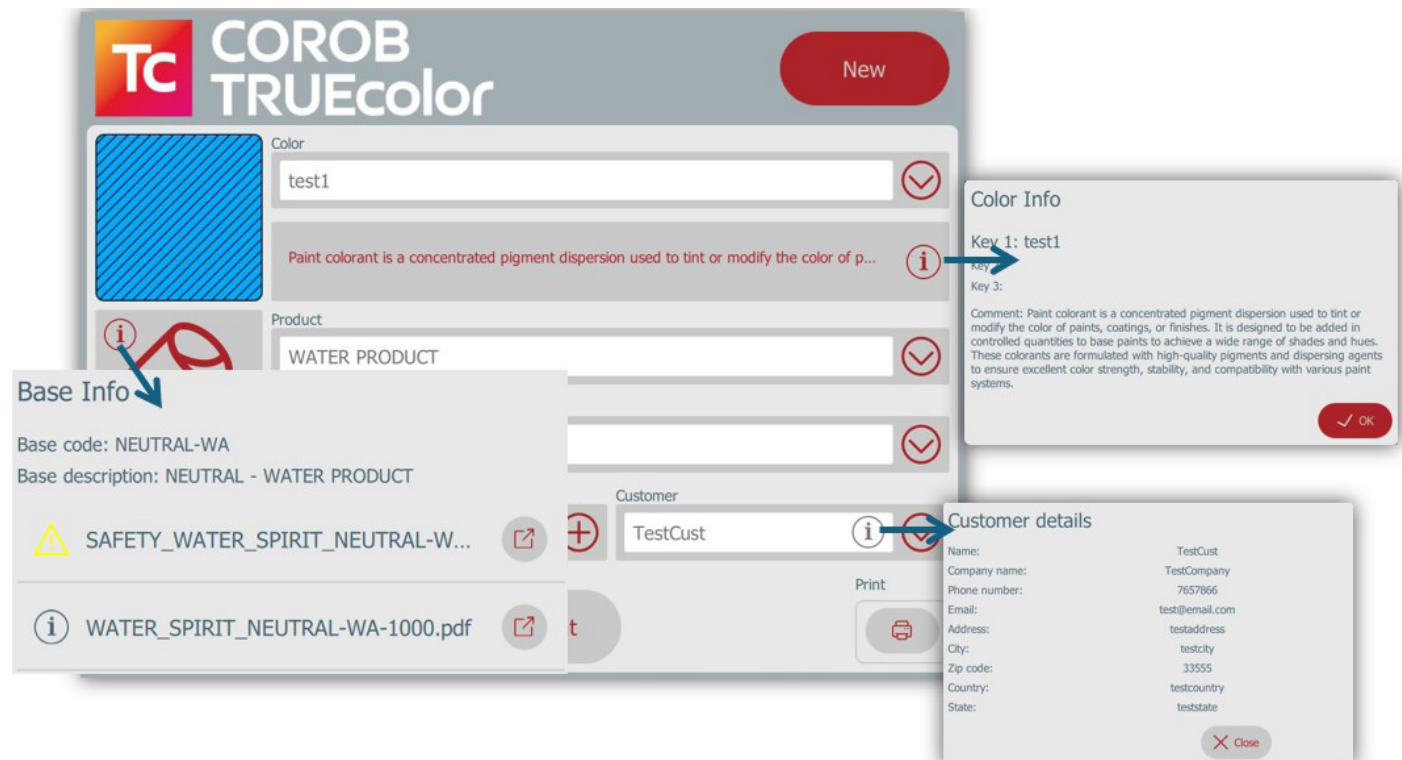 Tc COROB
TRUEcolor
New
Color
test1
Paint colorant is a concentrated pigment dispersion used to tint or modify the color of p...
Product
WATER PRODUCT
Customer
TestCust
Print
t
Base Info
Base code: NEUTRAL-WA
Base description: NEUTRAL - WATER PRODUCT
SAFETY_WATER_SPIRIT_NEUTRAL-W...
WATER_SPIRIT_NEUTRAL-WA-1000.pdf
Color Info
Key 1: test1
Key
Key 3:
Comment: Paint colorant is a concentrated pigment dispersion used to tint or
modify the color of paints, coatings, or finishes. It is designed to be added in
controlled quantities to base paints to achieve a wide range of shades and hues.
These colorants are formulated with high-quality pigments and dispersing agents
to ensure excellent color strength, stability, and compatibility with various paint
systems.
OK
Customer details
Name: TestCust
Company name: TestCompany
Phone number: 7657866
Email: test@email.com
Address: testaddress
City: testcity
Zip code: 33555
Country: testcountry
State: teststate
Close